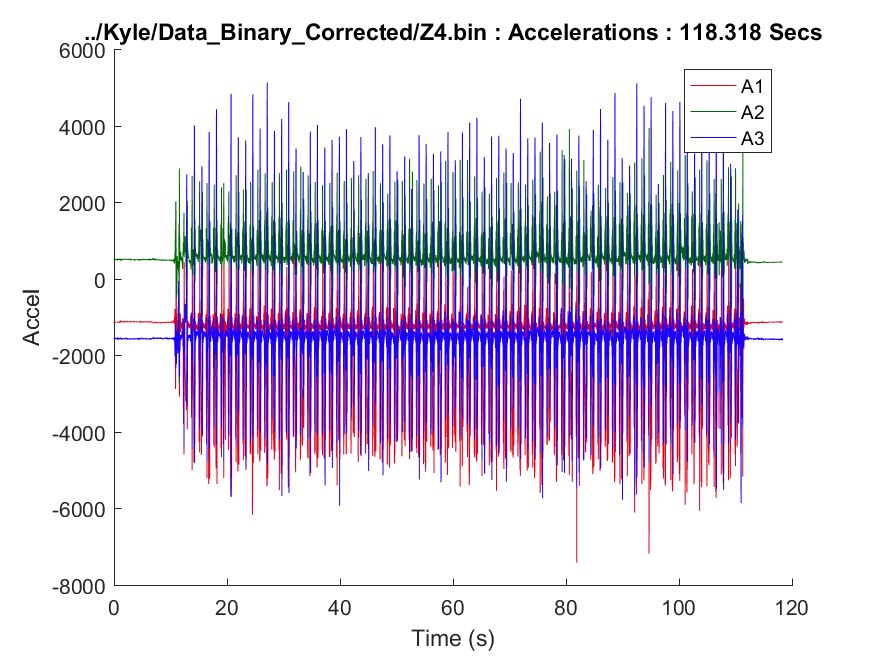 ../Kyle/Data_Binary_Corrected/Z4.bin : Accelerations : 118.318 Secs
6000
4000
2000
0
-2000
-4000
-6000
-8000
Accel
A1
A2
A3
0 20 40 60 80 100 120
Time (s)